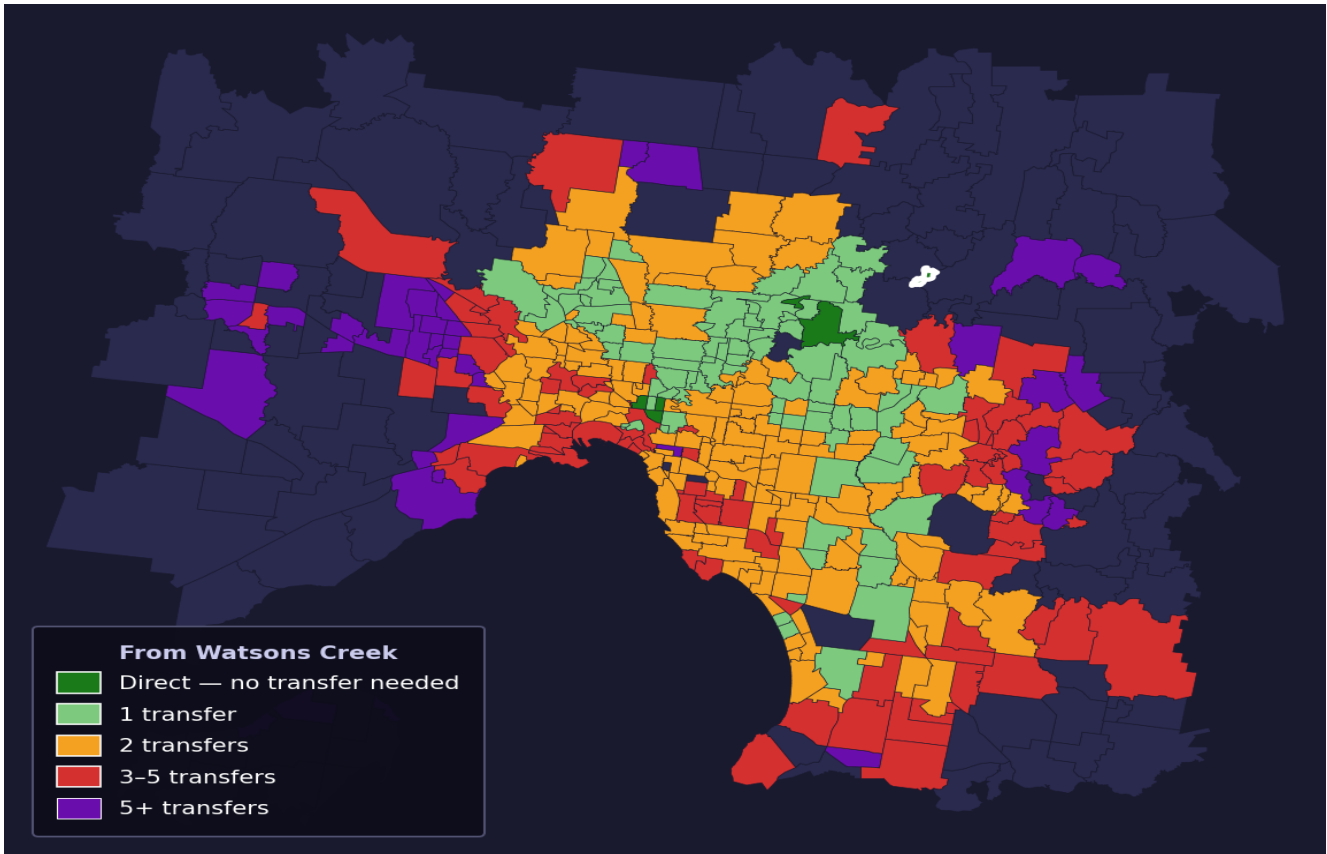 From Watsons Creek
Direct — no transfer needed
1 transfer
2 transfers
3–5 transfers
5+ transfers